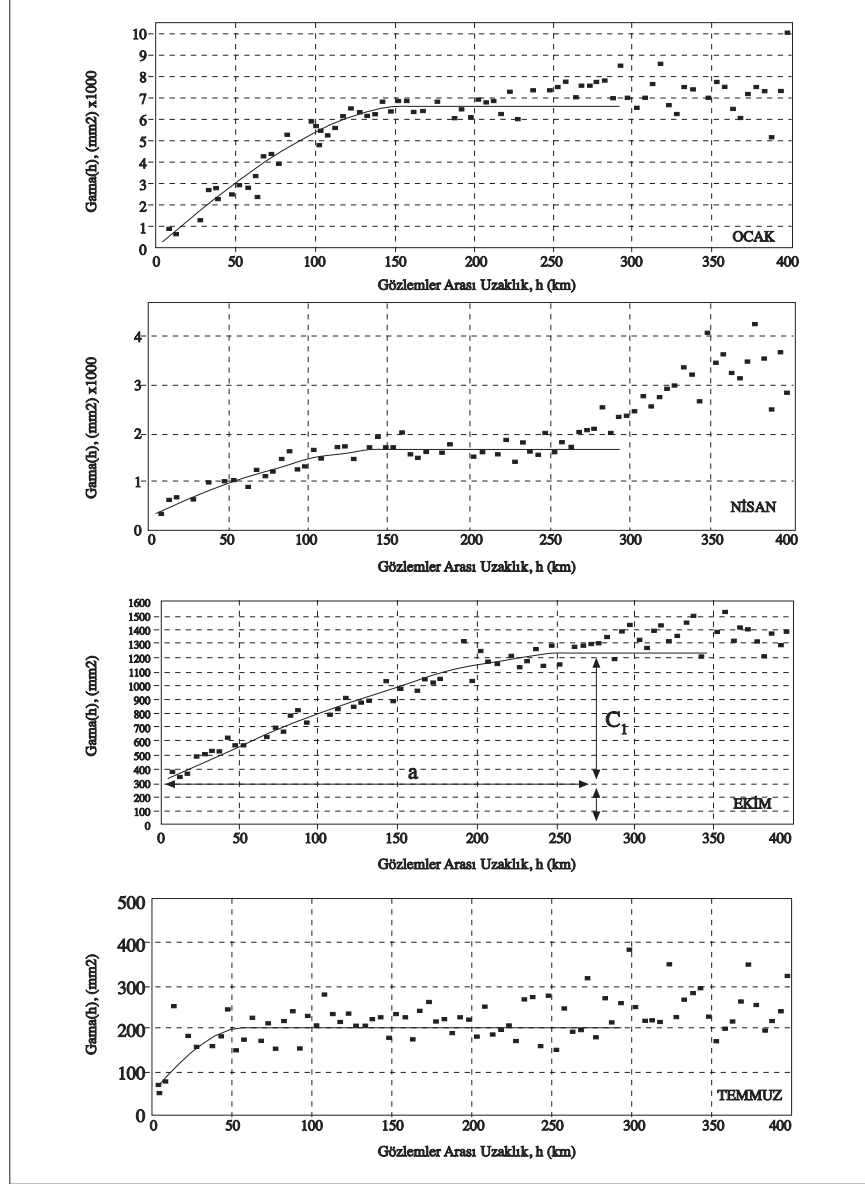 Gama(h), (mm2) x1000
10
9
8
7
6
5
4
3
2
1
0
OCAK
0 50 100 150 200 250 300 350 400
Gözlemler Arası Uzaklık, h (km)
Gama(h), (mm2) x1000
4
3
2
1
0
NİSAN
0 50 100 150 200 250 300 350 400
Gözlemler Arası Uzaklık, h (km)
Gama(h), (mm2)
1600
1500
1400
1300
1200
1100
1000
900
800
700
600
500
400
300
200
100
0
C1
a
EKİM
0 50 100 150 200 250 300 350 400
Gözlemler Arası Uzaklık, h (km)
Gama(h), (mm2)
500
400
300
200
100
0
TEMMUZ
0 50 100 150 200 250 300 350 400
Gözlemler Arası Uzaklık, h (km)